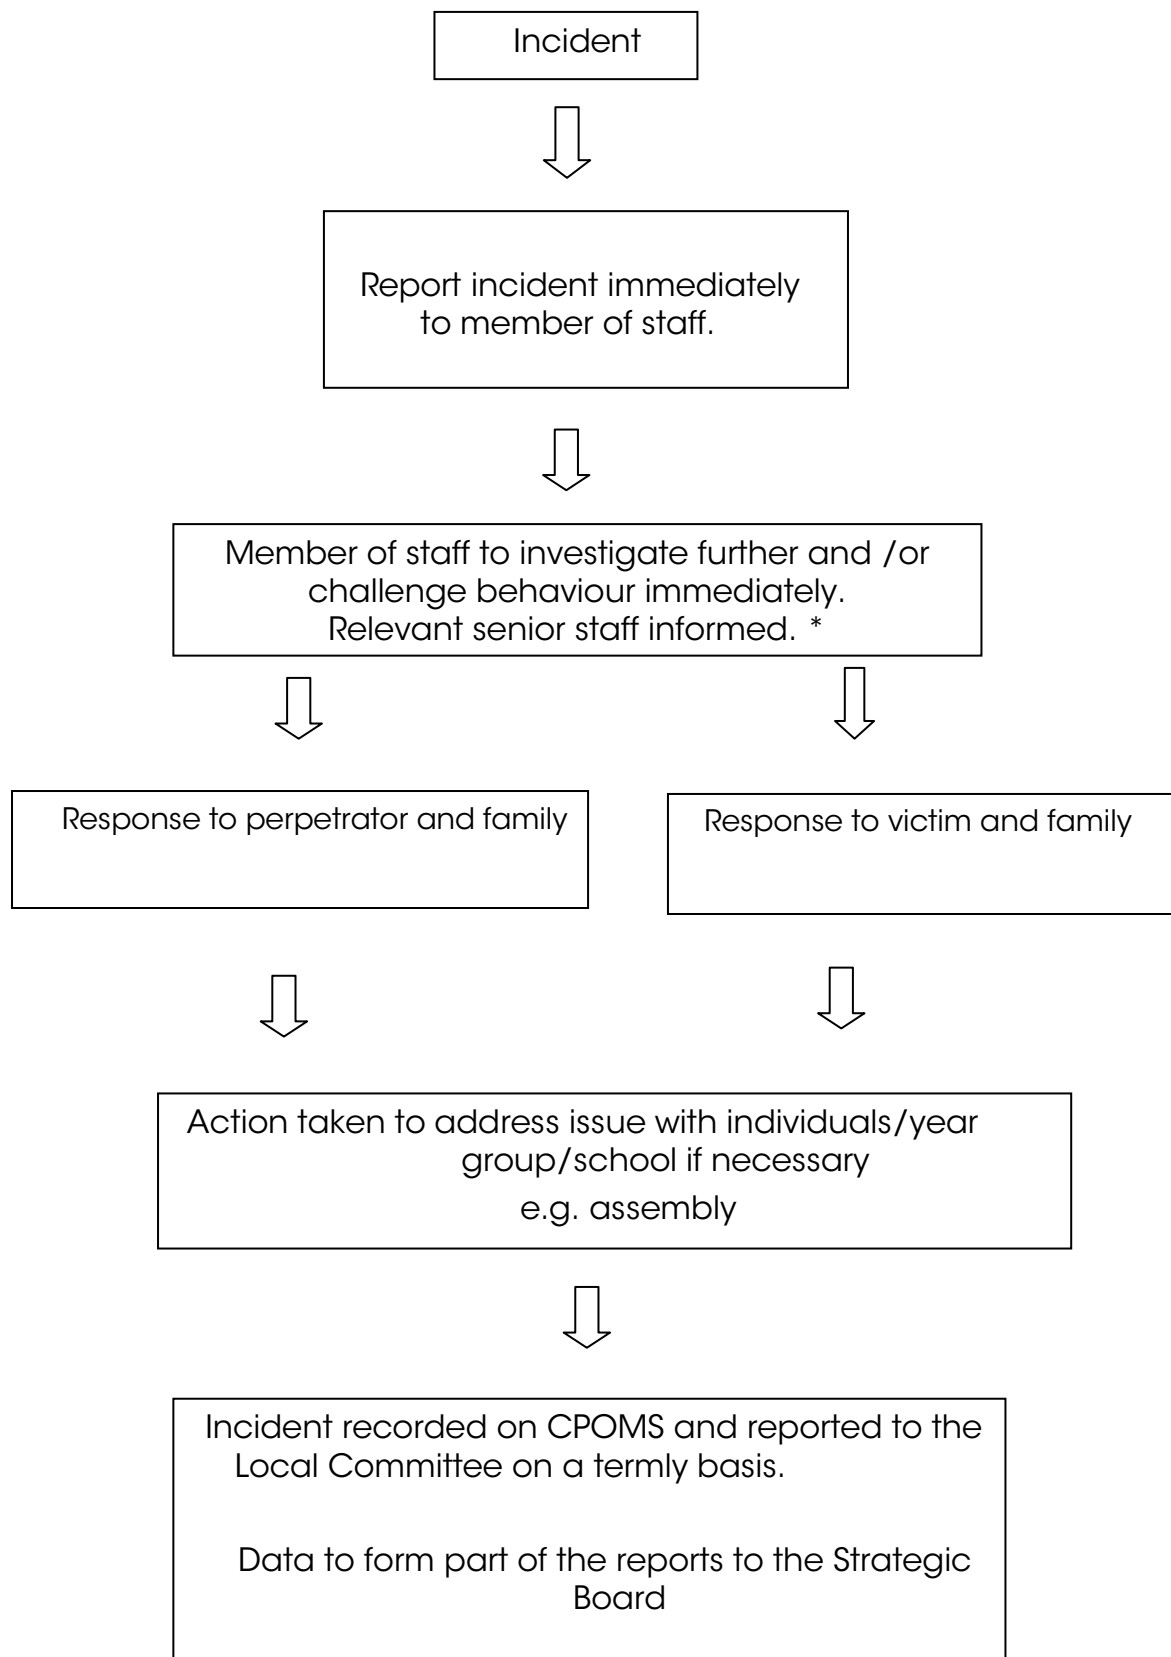 Incident
Report incident immediately
to member of staff.
Member of staff to investigate further and /or
challenge behaviour immediately.
Relevant senior staff informed. *
Response to perpetrator and family
Response to victim and family
Action taken to address issue with individuals/year
group/school if necessary
e.g. assembly
Incident recorded on CPOMS and reported to the
Local Committee on a termly basis.
Data to form part of the reports to the Strategic
Board